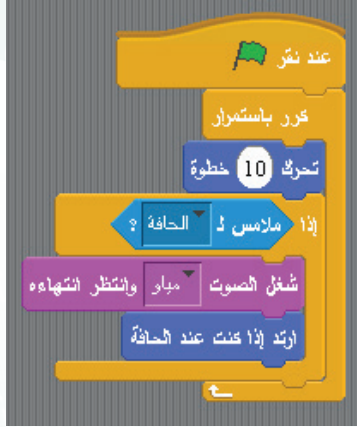 عند نقر
كرر باستمرار
تحرك 10 خطوة
إذا ملامس لـ الحافة ؟
شغل الصوت مياو وانتظر انتهاءه
ارتد إذا كنت عند الحافة